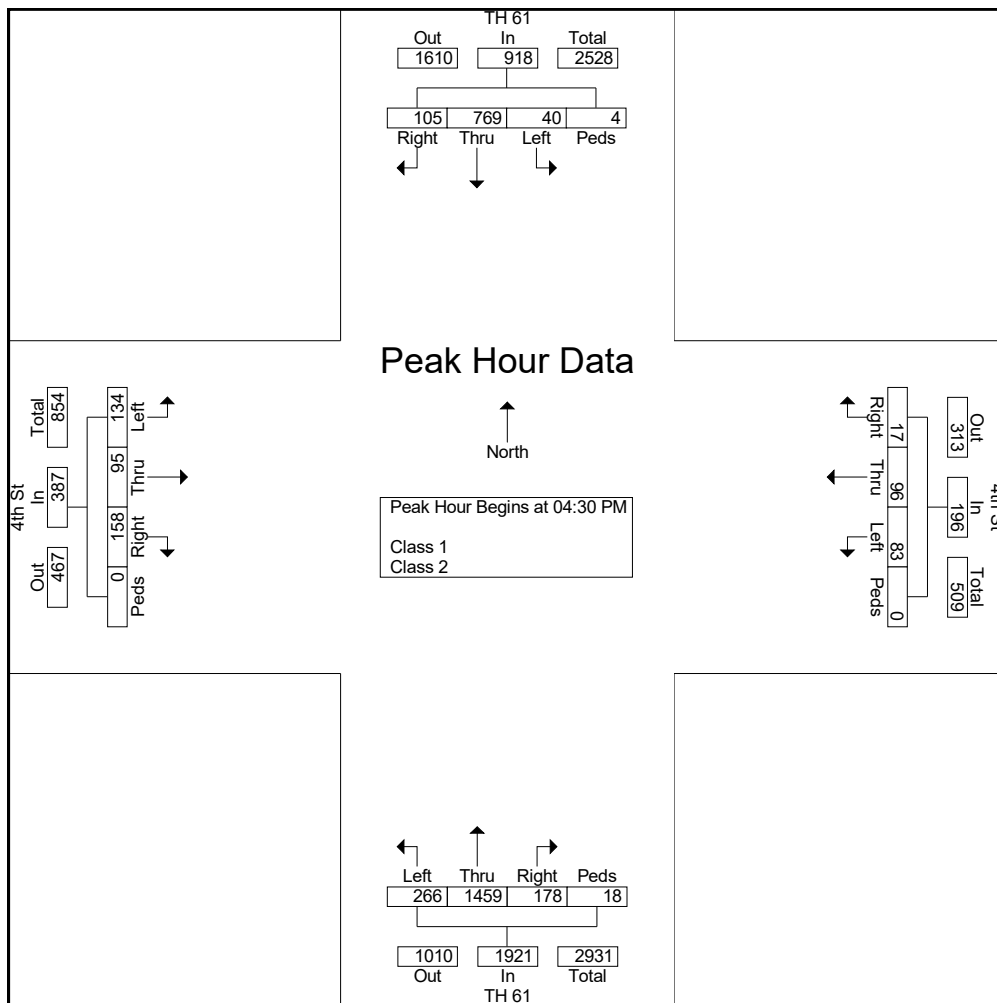 TH 61
Out In Total
1610 918 2528
105 769 40 4
Right Thru Left Peds
Peak Hour Data
North
Peak Hour Begins at 04:30 PM
Class 1
Class 2
4th St
Out In Total
467 387 854
0 158 95 134
Peds Right Thru Left
4th St
Out In Total
313 196 509
17 96 83 0
Right Thru Left Peds
Left Thru Right Peds
266 1459 178 18
1010 1921 2931
Out In Total
TH 61